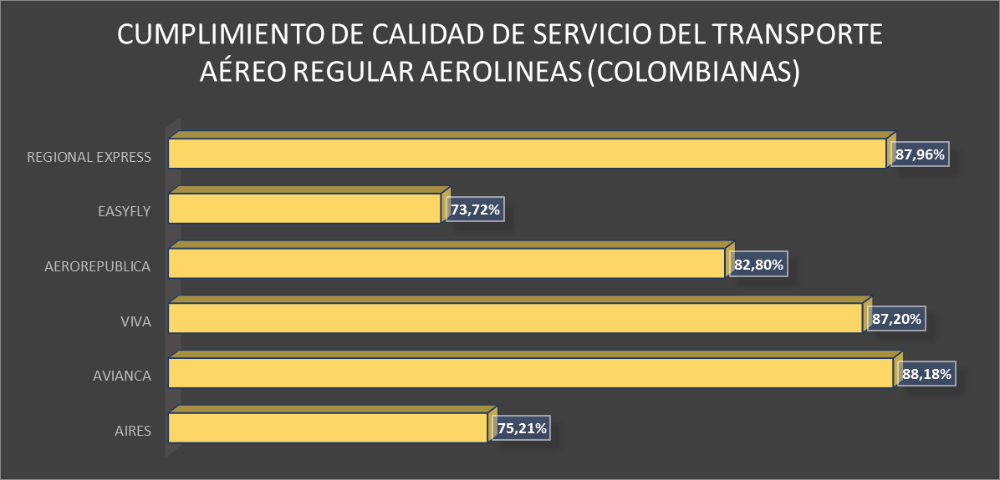 CUMPLIMIENTO DE CALIDAD DE SERVICIO DEL TRANSPORTE
AÉREO REGULAR AEROLINEAS (COLOMBIANAS)
REGIONAL EXPRESS 87,96%
EASYFLY 73,72%
AEROREPUBLICA 82,80%
VIVA 87,20%
AVIANCA 88,18%
AIRES 75,21%